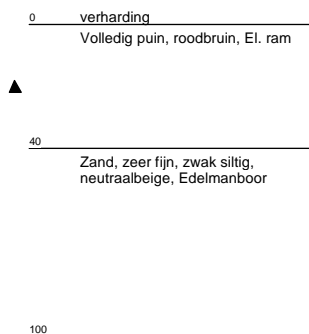 0 verharding
Volledig puin, roodbruin, El. ram
40
Zand, zeer fijn, zwak siltig,
neutraalbeige, Edelmanboor
100